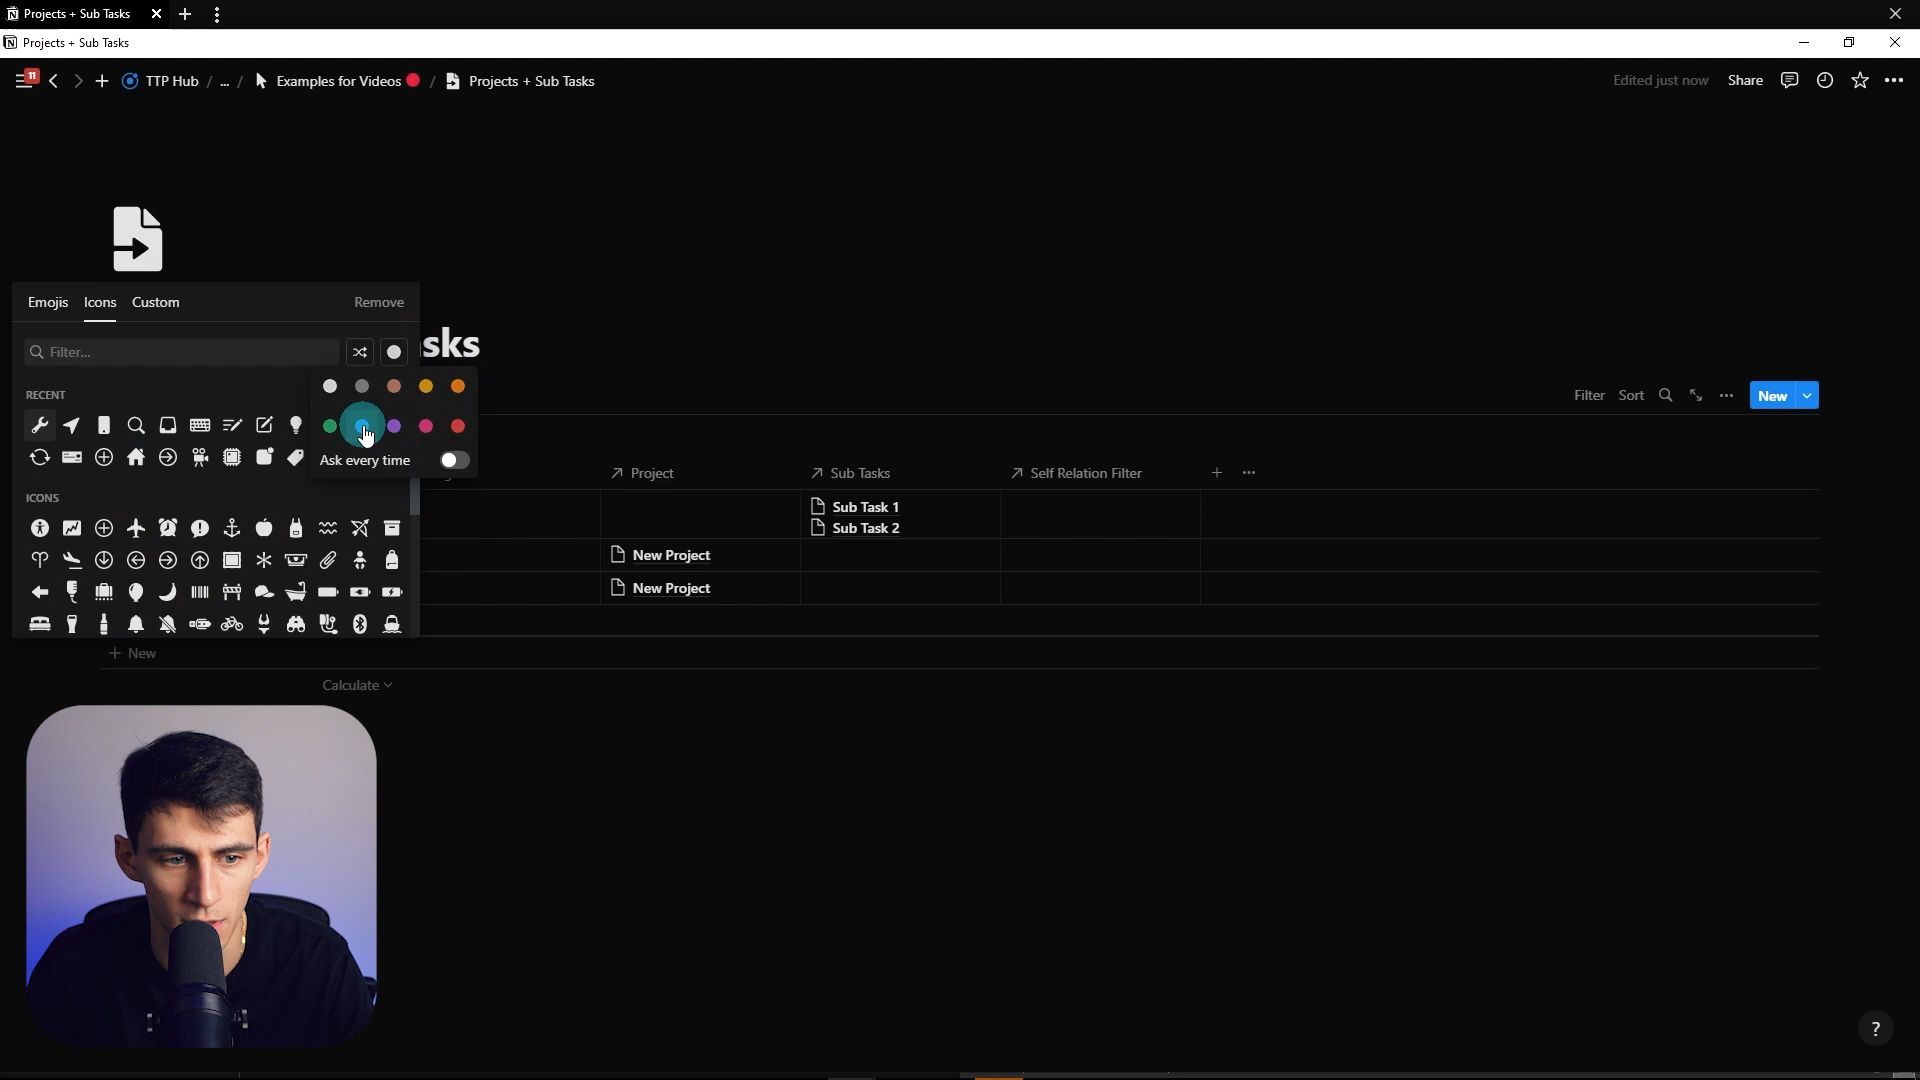 Projects + Sub Tasks
Projects + Sub Tasks
11
TTP Hub / ... / Examples for Videos / Projects + Sub Tasks
Edited just now
Share
Emojis Icons Custom Remove
sks
Filter...
RECENT
Filter Sort New
Ask every time
Project Sub Tasks Self Relation Filter
ICONS
Sub Task 1
Sub Task 2
New Project
New Project
+ New
Calculate
?